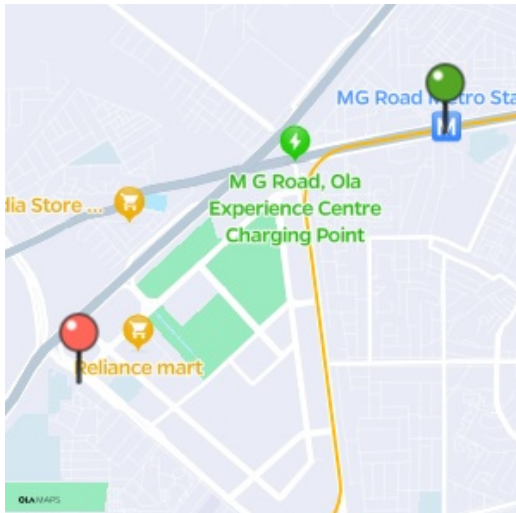 MG Road Metro Sta
M G Road, Ola
Experience Centre
Charging Point
dia Store ...
Reliance mart
OLA MAPS